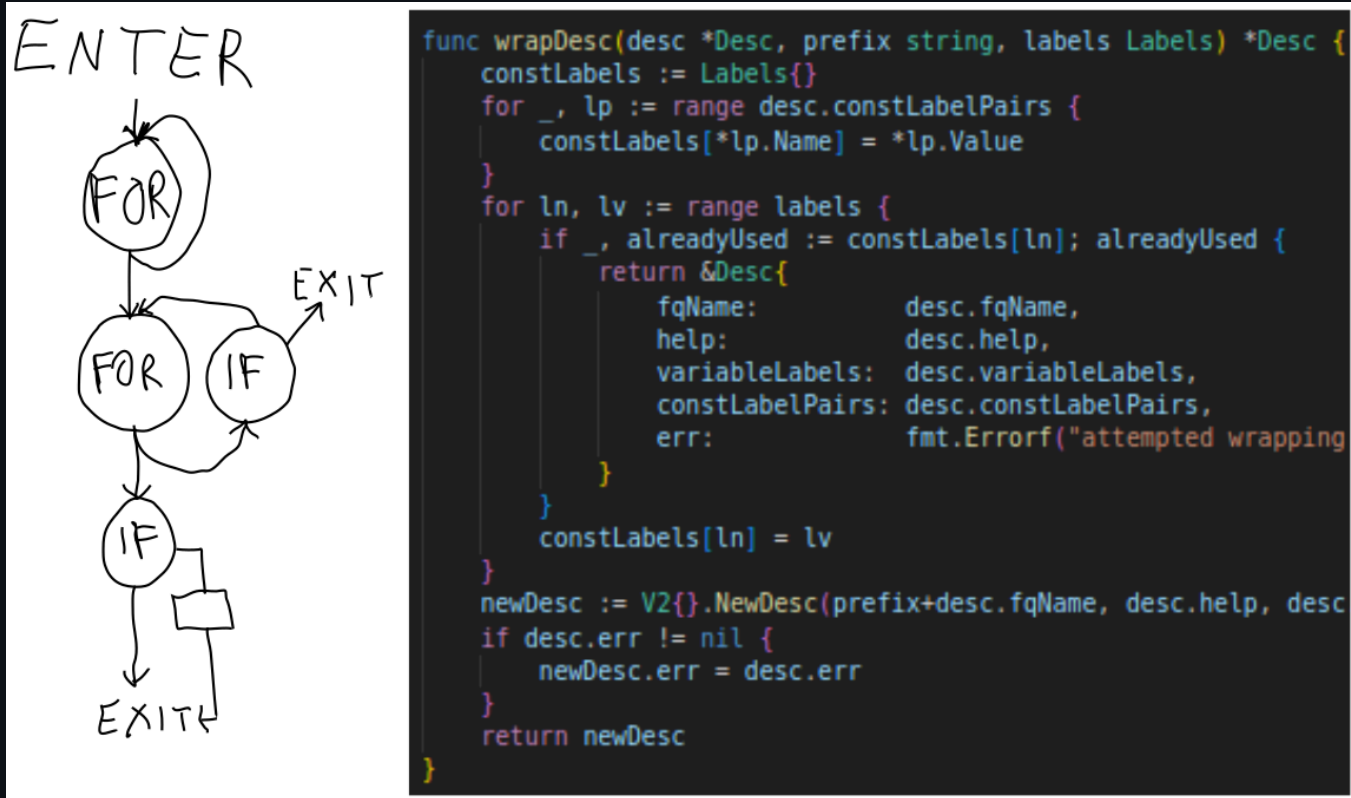 ENTER
FOR
EXIT
FOR
IF
IF
EXIT
func wrapDesc(desc *Desc, prefix string, labels Labels) *Desc {
constLabels := Labels{}
for _, lp := range desc.constLabelPairs {
constLabels[*lp.Name] = *lp.Value
}
for ln, lv := range labels {
if _, alreadyUsed := constLabels[ln]; alreadyUsed {
return &Desc{
fqName: desc.fqName,
help: desc.help,
variableLabels: desc.variableLabels,
constLabelPairs: desc.constLabelPairs,
err: fmt.Errorf("attempted wrapping
}
}
constLabels[ln] = lv
}
newDesc := V2{}.NewDesc(prefix+desc.fqName, desc.help, desc
if desc.err != nil {
newDesc.err = desc.err
}
return newDesc
}